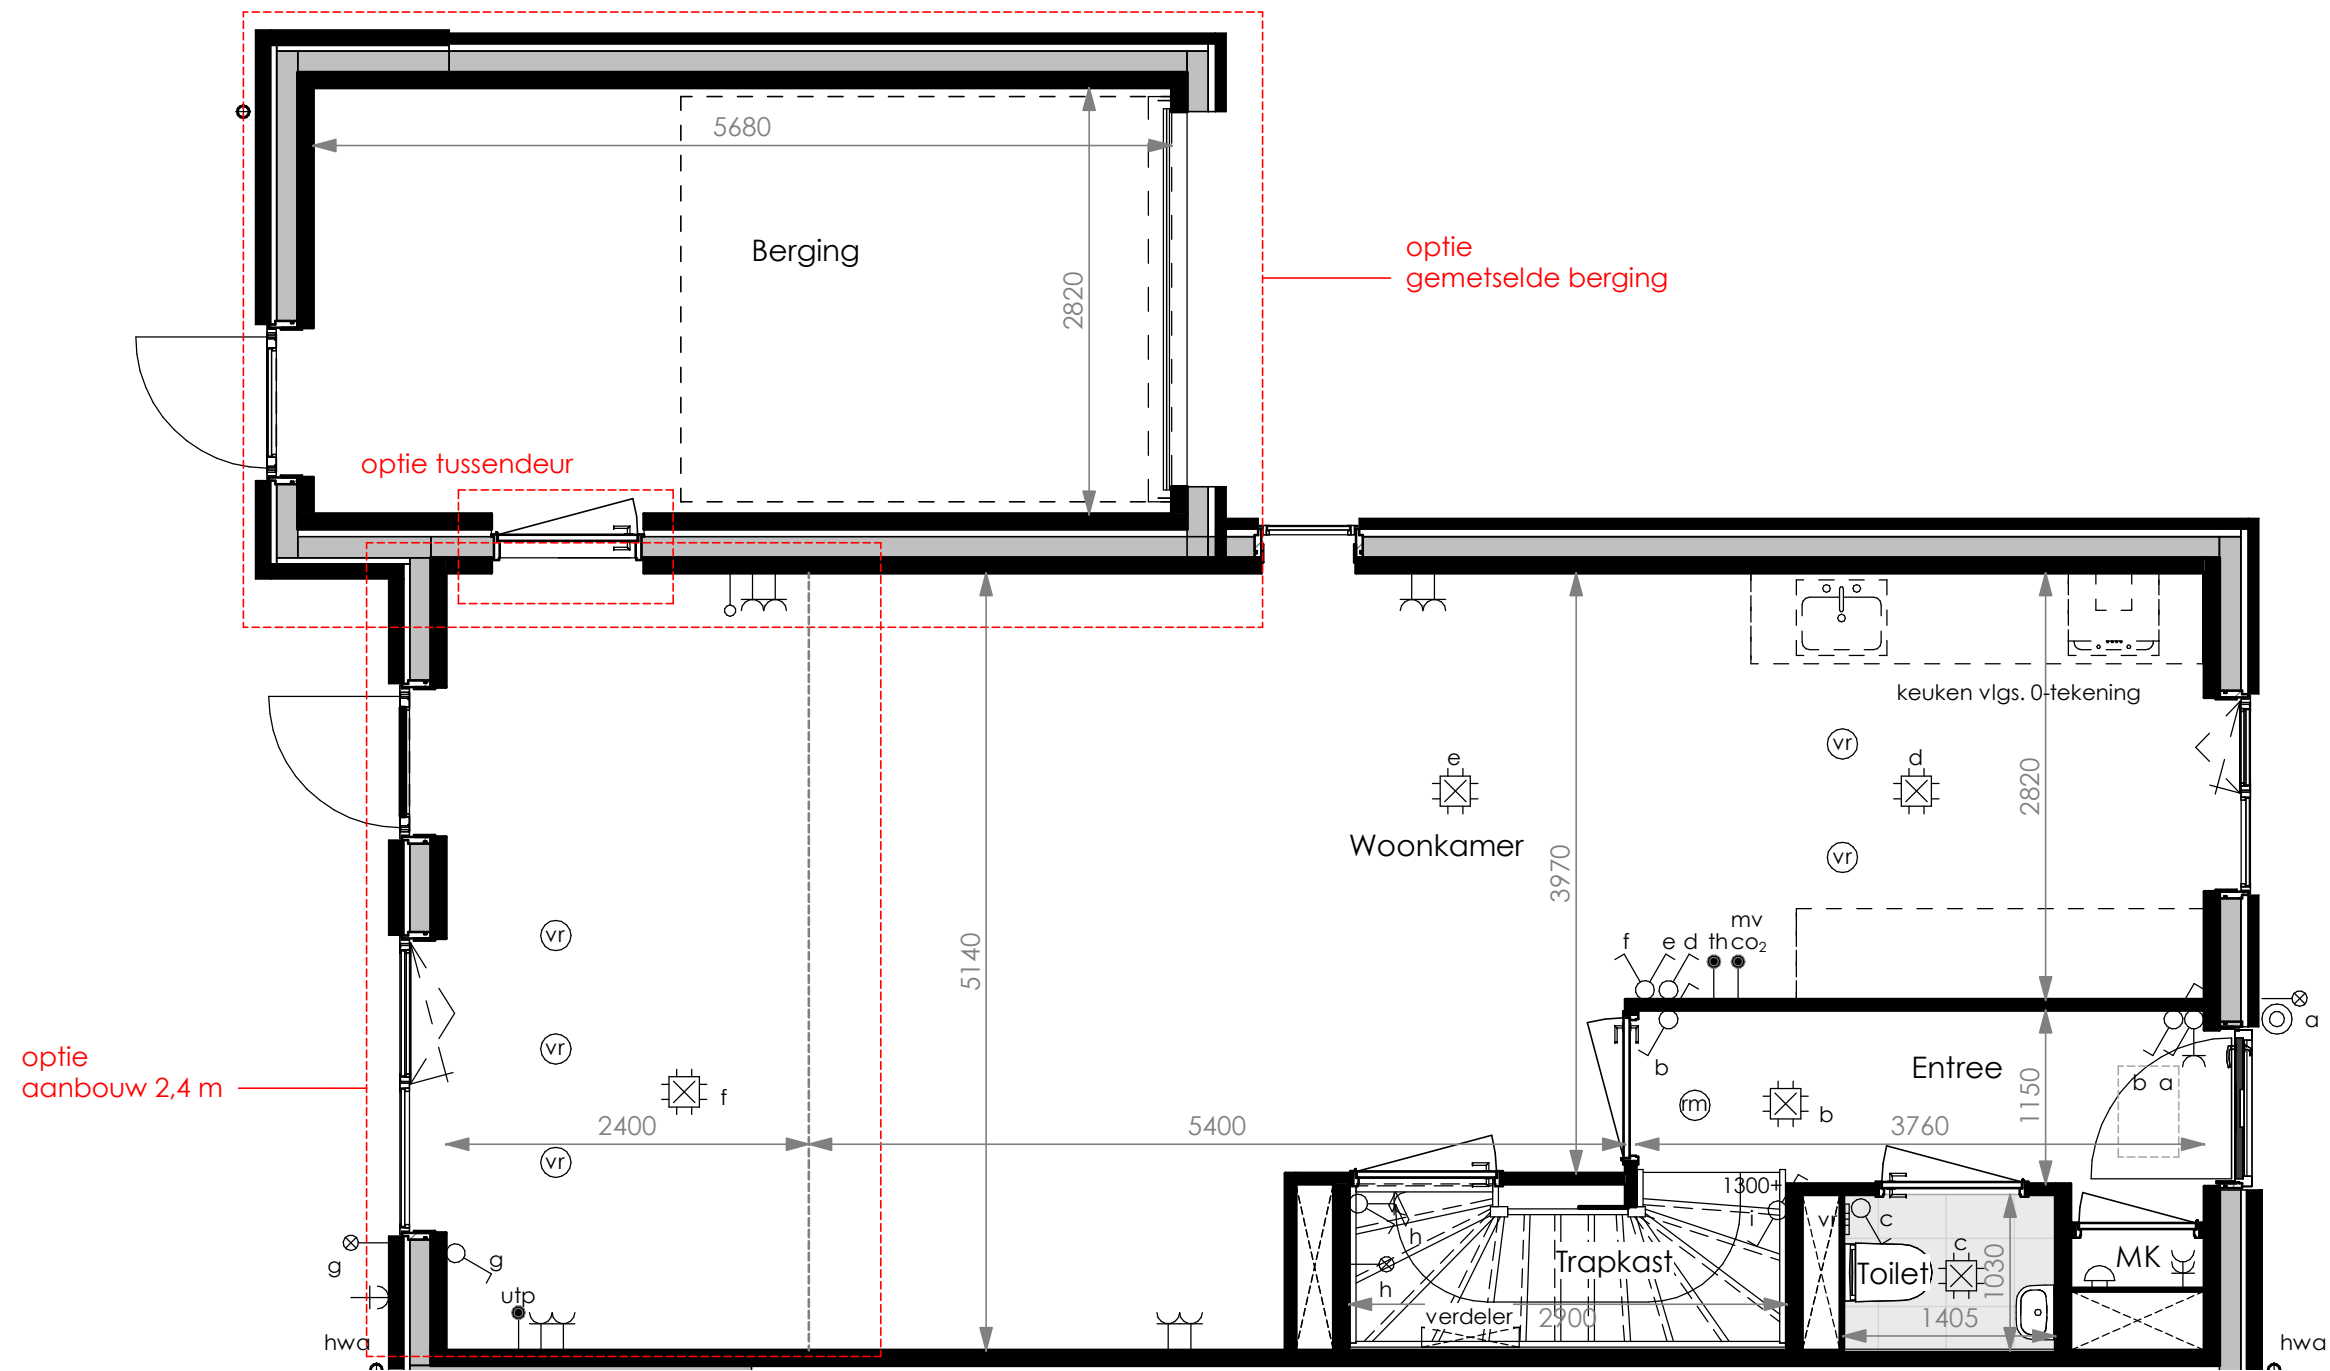 5680
Berging
2820
optie
gemetselde berging
optie tussendeur
keuken vlgs. 0-tekening
vr
e
d
2820
Woonkamer
3970
vr
mv
f
e d
th
co₂
vr
5140
a
optie
aanbouw 2,4 m
vr
b
Entree
1150
b a
rm
b
f
2400
5400
3760
vr
1300+
i
vr
c
h
g
g
h
Trapkast
c
Toilet
1030
MK
utp
verdeler
2900
1405
hwa
hwa